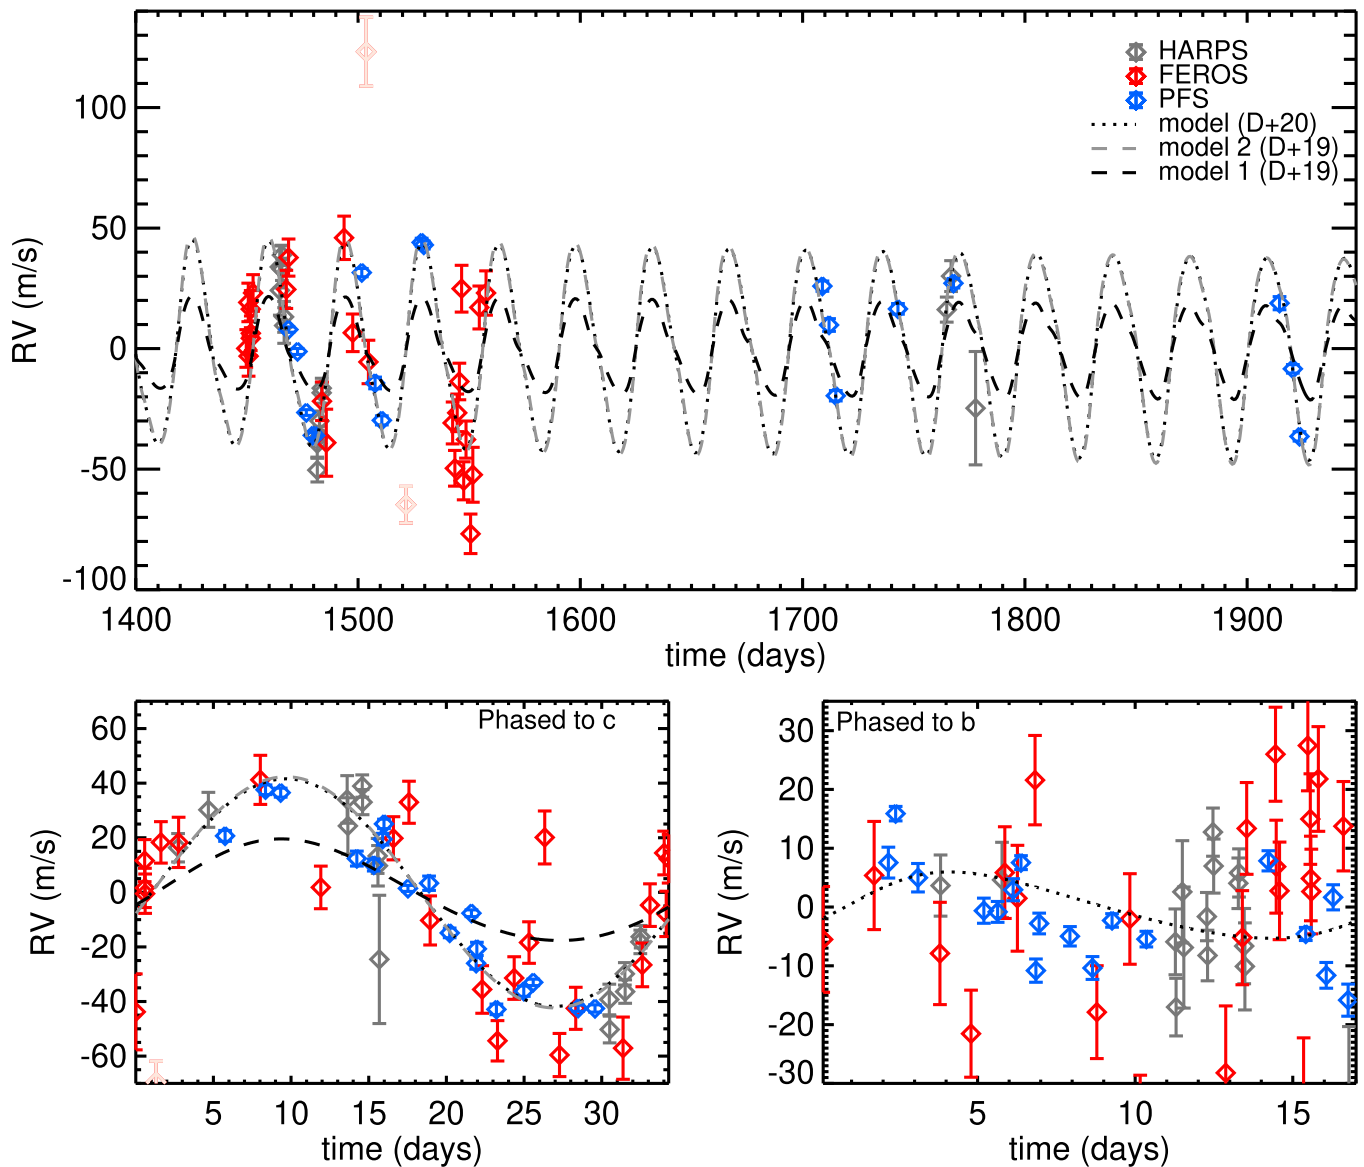 HARPS
FEROS
PFS
model (D+20)
model 2 (D+19)
model 1 (D+19)
RV (m/s)
100
50
0
-50
-100
1400 1500 1600 1700 1800 1900
time (days)
Phased to c
RV (m/s)
60
40
20
0
-20
-40
-60
5 10 15 20 25 30
time (days)
Phased to b
RV (m/s)
30
20
10
0
-10
-20
-30
5 10 15
time (days)